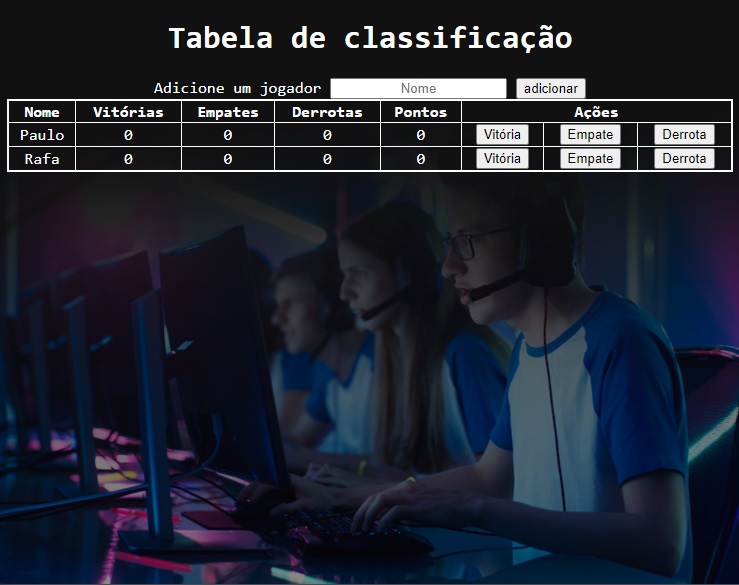 Tabela de classificação
Adicione um jogador Nome adicionar
Nome Vitórias Empates Derrotas Pontos Ações
Paulo 0 0 0 0 Vitória Empate Derrota
Rafa 0 0 0 0 Vitória Empate Derrota